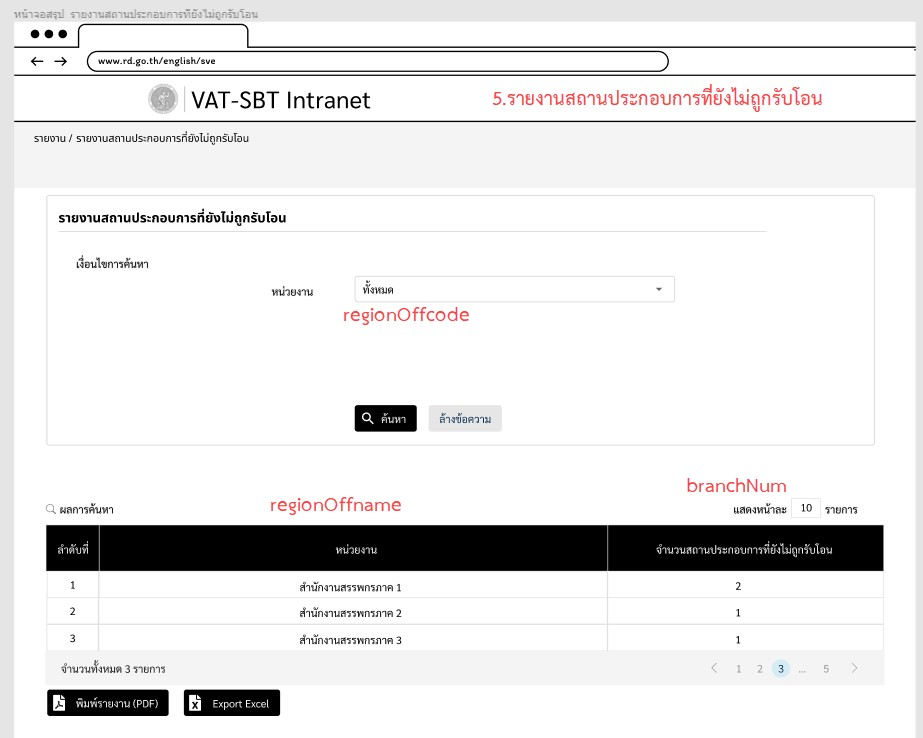 หน้าจอสรุป รายงานสถานประกอบการที่ยังไม่ถูกรับโอน
www.rd.go.th/english/sve
VAT-SBT Intranet
5.รายงานสถานประกอบการที่ยังไม่ถูกรับโอน
รายงาน / รายงานสถานประกอบการที่ยังไม่ถูกรับโอน
รายงานสถานประกอบการที่ยังไม่ถูกรับโอน
เงื่อนไขการค้นหา
หน่วยงาน ทั้งหมด
regionOffcode
ค้นหา ล้างข้อความ
regionOffname branchNum
ผลการค้นหา แสดงหน้าละ 10 รายการ
ลำดับที่ หน่วยงาน จำนวนสถานประกอบการที่ยังไม่ถูกรับโอน
1 สำนักงานสรรพกรภาค 1 2
2 สำนักงานสรรพกรภาค 2 1
3 สำนักงานสรรพกรภาค 3 1
จำนวนทั้งหมด 3 รายการ 1 2 3 ... 5
พิมพ์รายงาน (PDF) Export Excel